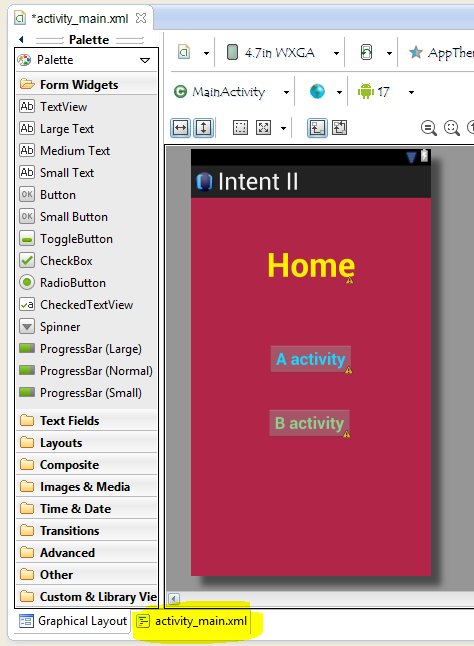 *activity_main.xml
Palette
Palette
Form Widgets
Ab TextView
Ab Large Text
Ab Medium Text
Ab Small Text
OK Button
OK Small Button
ToggleButton
CheckBox
RadioButton
a CheckedTextView
Spinner
ProgressBar (Large)
ProgressBar (Normal)
ProgressBar (Small)
Text Fields
Layouts
Composite
Images & Media
Time & Date
Transitions
Advanced
Other
Custom & Library Vie
4.7in WXGA
AppThe
C MainActivity
17
Intent II
Home
A activity
B activity
Graphical Layout
activity_main.xml